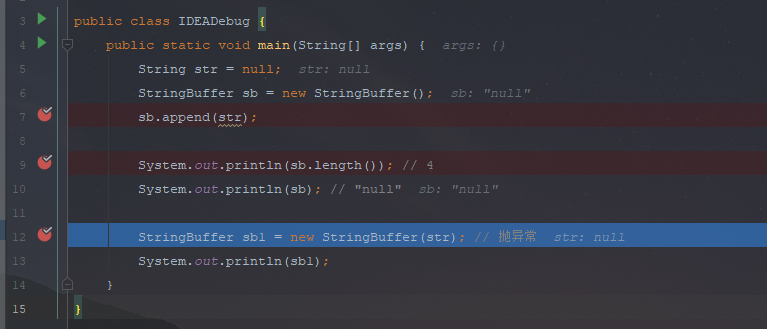 3 public class IDEADebug {
4 public static void main(String[] args) { args: {}
5 String str = null; str: null
6 StringBuffer sb = new StringBuffer(); sb: "null"
7 sb.append(str);
8
9 System.out.println(sb.length()); // 4
10 System.out.println(sb); // "null" sb: "null"
11
12 StringBuffer sb1 = new StringBuffer(str); // 抛异常 str: null
13 System.out.println(sb1);
14 }
15 }